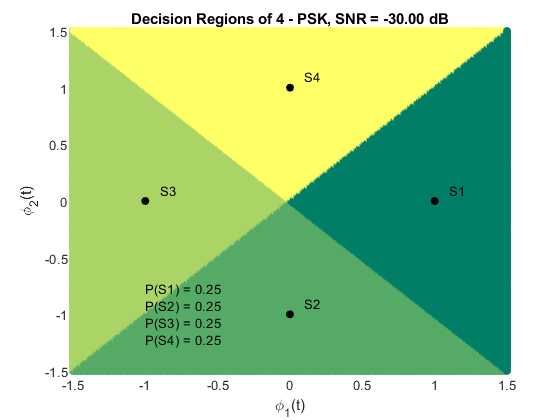 Decision Regions of 4 - PSK, SNR = -30.00 dB
1.5
1
0.5
0
-0.5
-1
-1.5
ϕ2(t)
S4
S3
S1
S2
P(S1) = 0.25
P(S2) = 0.25
P(S3) = 0.25
P(S4) = 0.25
-1.5 -1 -0.5 0 0.5 1 1.5
ϕ1(t)